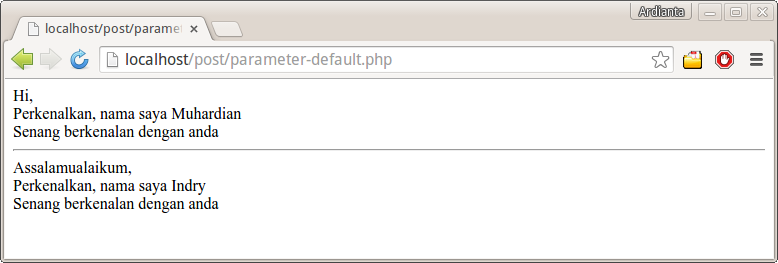 Ardianta
localhost/post/paramet
localhost/post/parameter-default.php
Hi,
Perkenalkan, nama saya Muhardian
Senang berkenalan dengan anda
Assalamualaikum,
Perkenalkan, nama saya Indry
Senang berkenalan dengan anda